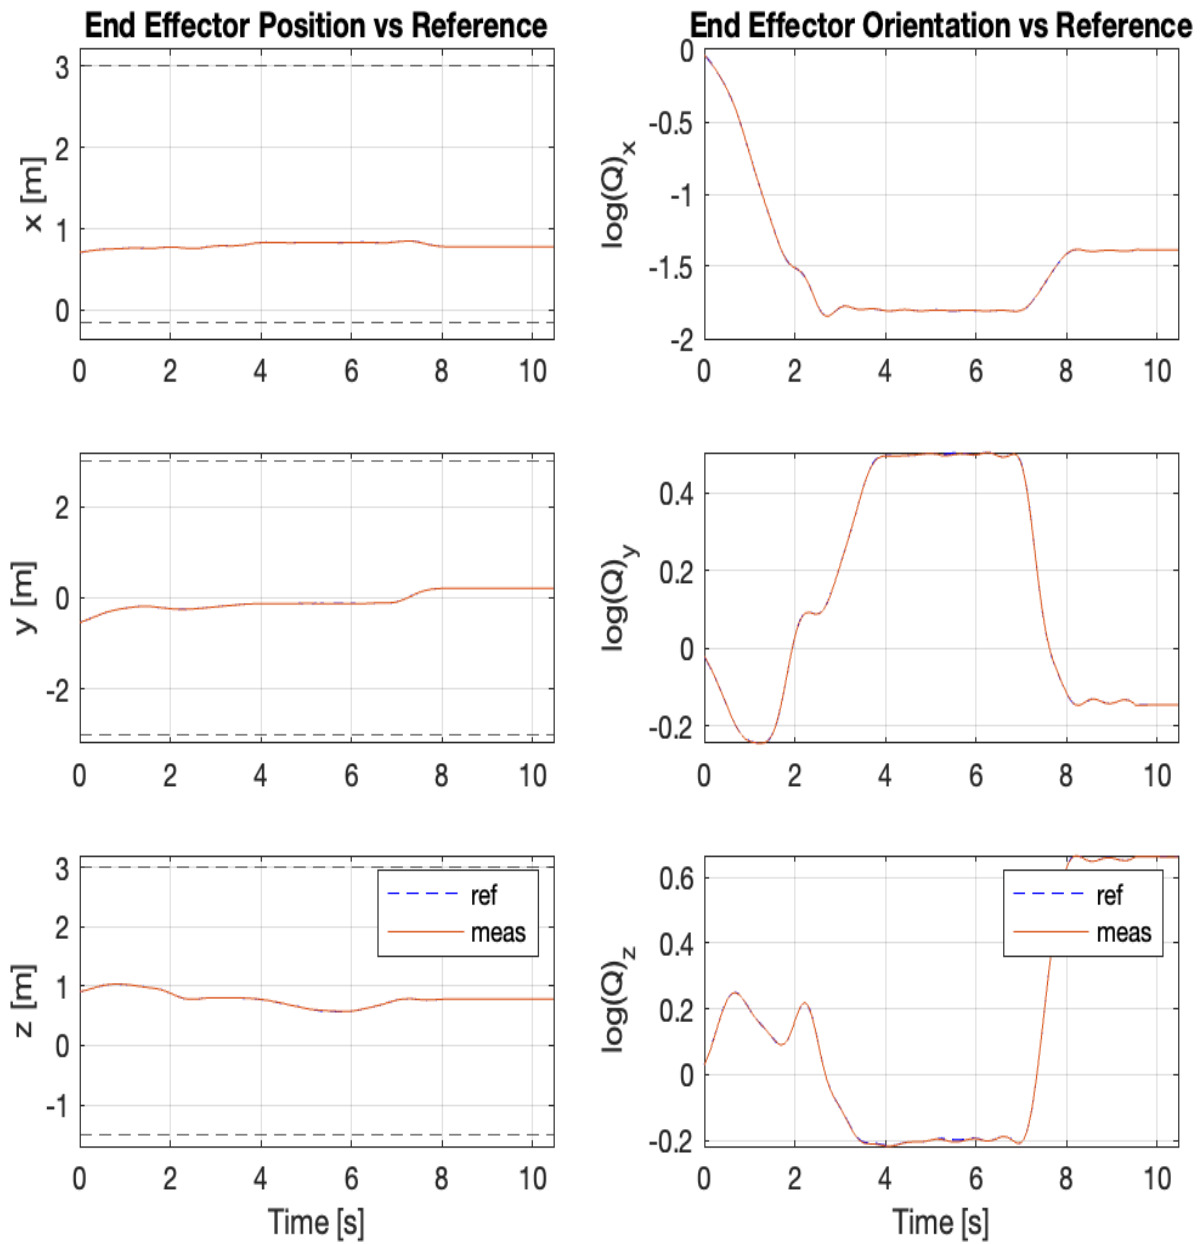 End Effector Position vs Reference
3
2
1
0
x [m]
0 2 4 6 8 10
End Effector Orientation vs Reference
0
-0.5
-1
-1.5
-2
log(Q)x
0 2 4 6 8 10
2
0
-2
y [m]
0 2 4 6 8 10
0.4
0.2
0
-0.2
log(Q)y
0 2 4 6 8 10
3
2
1
0
-1
z [m]
ref
meas
0 2 4 6 8 10
Time [s]
0.6
0.4
0.2
0
-0.2
log(Q)z
ref
meas
0 2 4 6 8 10
Time [s]